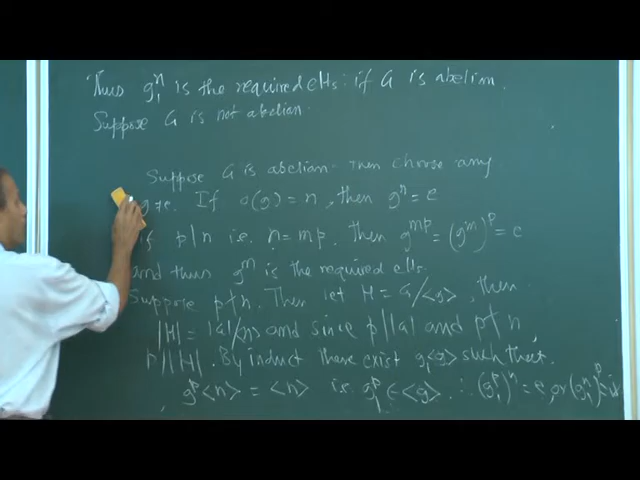 Thus g₁ⁿ is the required elts: if G is abelian.
Suppose G is not abelian.
Suppose G is abelian. Then choose any
g ≠ e. If o(g) = n, then gⁿ = e
if p|n i.e. n = mp. then g^{mp} = (g^m)^p = e
and thus g^m is the required elts.
Suppose p∤n. Then let H = G/<g>, then
|H| = |G|/n and since p||G| and p∤n
p||H|. By induct there exist g₁<g> such that.
g^p<n> = <n> i.e. g₁^p ∈ <g>. ∴ (g₁^p)ⁿ = e, or (g₁ⁿ)^p